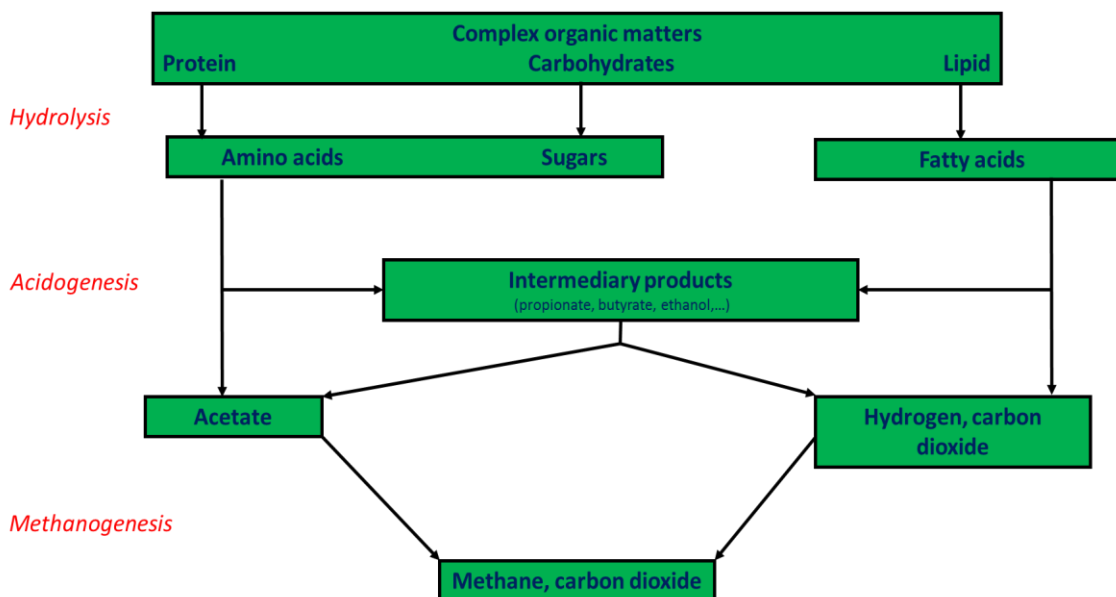 Complex organic matters
Protein Carbohydrates Lipid
Hydrolysis
Amino acids Sugars Fatty acids
Acidogenesis
Intermediary products
(propionate, butyrate, ethanol,...)
Acetate
Hydrogen, carbon
dioxide
Methanogenesis
Methane, carbon dioxide